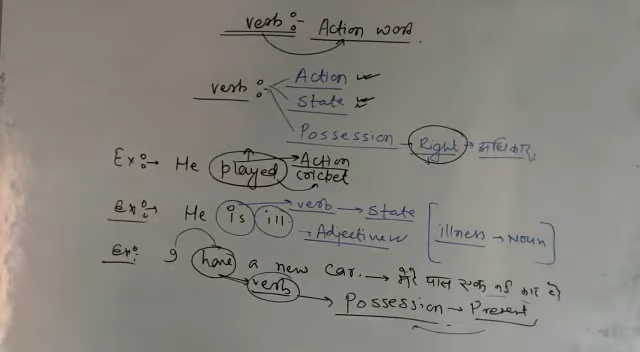 verb :- Action word.
verb :- Action
State
Possession → Right → अधिकार
Ex :→ He played cricket
Action
Ex :→ He is ill verb → State [illness → Noun]
Adjective
Ex : I have a new car. → मेरे पास एक नई कार है
verb → Possession → Present